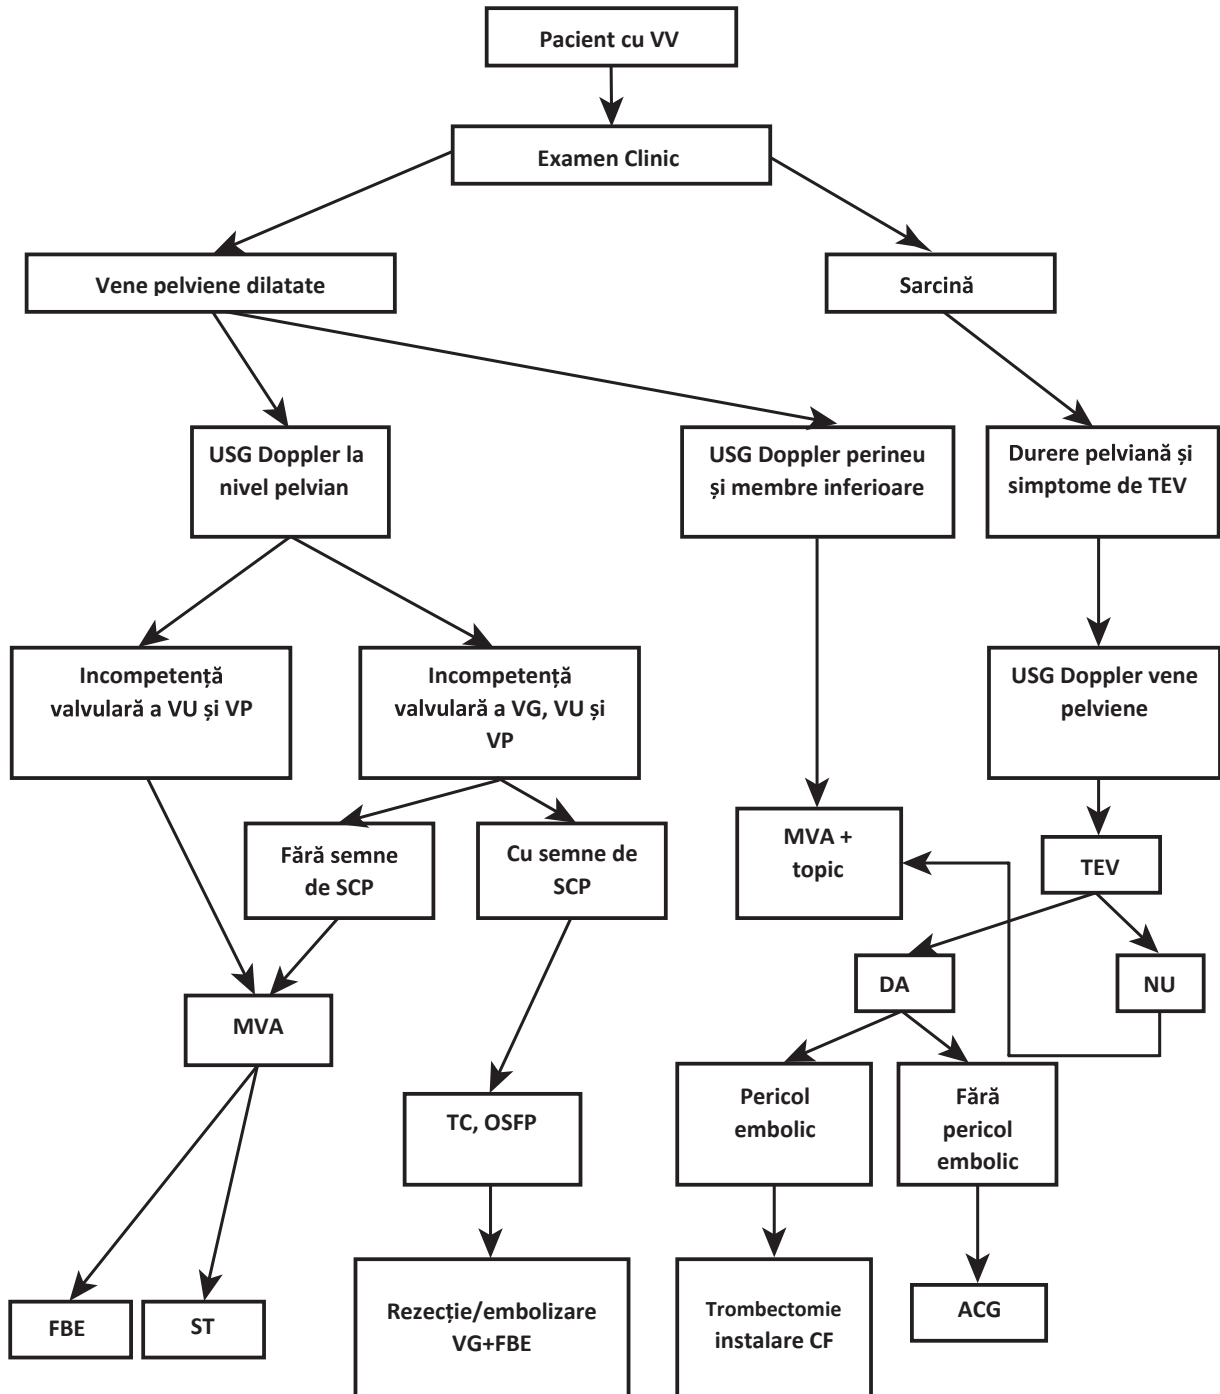 Pacient cu VV
Examen Clinic
Vene pelviene dilatate
Sarcină
USG Doppler la
nivel pelvian
USG Doppler perineu
și membre inferioare
Durere pelviană și
simptome de TEV
Incompetență
valvulară a VU și VP
Incompetență
valvulară a VG, VU și
VP
USG Doppler vene
pelviene
Fără semne
de SCP
Cu semne de
SCP
MVA +
topic
TEV
DA
NU
MVA
TC, OSFP
Pericol
embolic
Fără
pericol
embolic
FBE
ST
Rezecție/embolizare
VG+FBE
Trombectomie
instalare CF
ACG